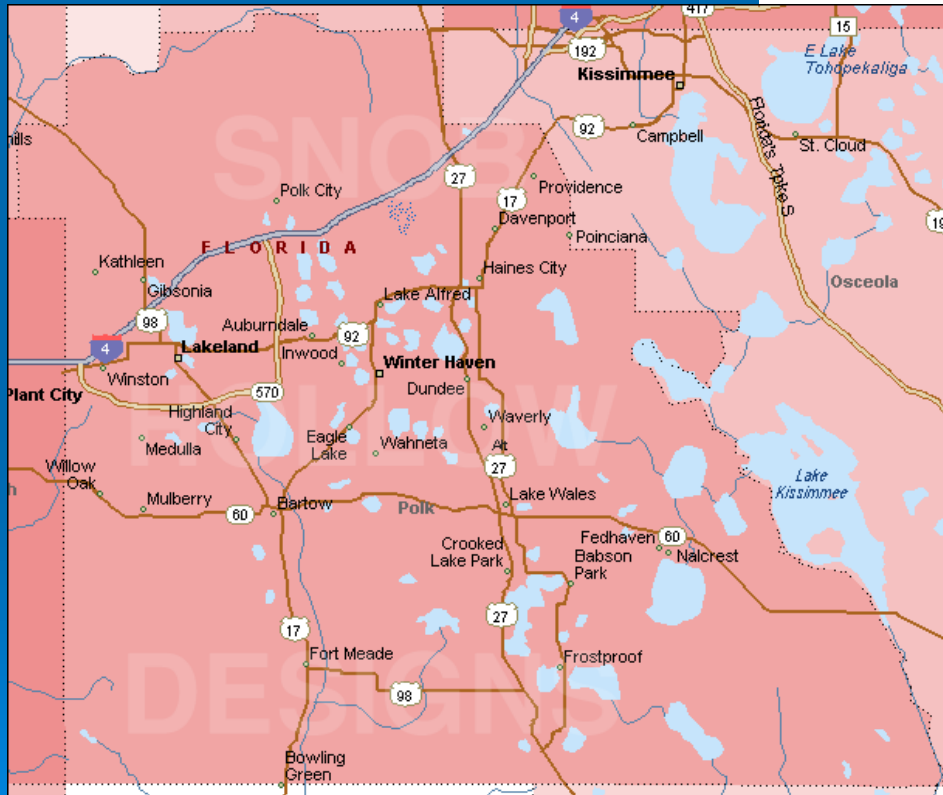 417
4
15
192
E Lake
Tohopekaliga
Kissimmee
SNOB
92
Campbell
St. Cloud
Florida's Tpke S
27
Providence
Polk City
17
Davenport
192
FLORIDA
Poinciana
Kathleen
Haines City
Gibsonia
Osceola
Lake Alfred
98
Auburndale
92
4
Lakeland
Inwood
Winter Haven
Winston
Dundee
Plant City
570
HOLLOW
Highland
City
Waverly
Eagle
Lake
Medulla
Wahneta
Alt
27
Willow
Oak
Lake
Kissimmee
Mulberry
Lake Wales
60
Bartow
Polk
Fedhaven
60
Crooked
Lake Park
Babson
Park
Nalcrest
27
17
Fort Meade
Frostproof
DESIGNS
98
Bowling
Green